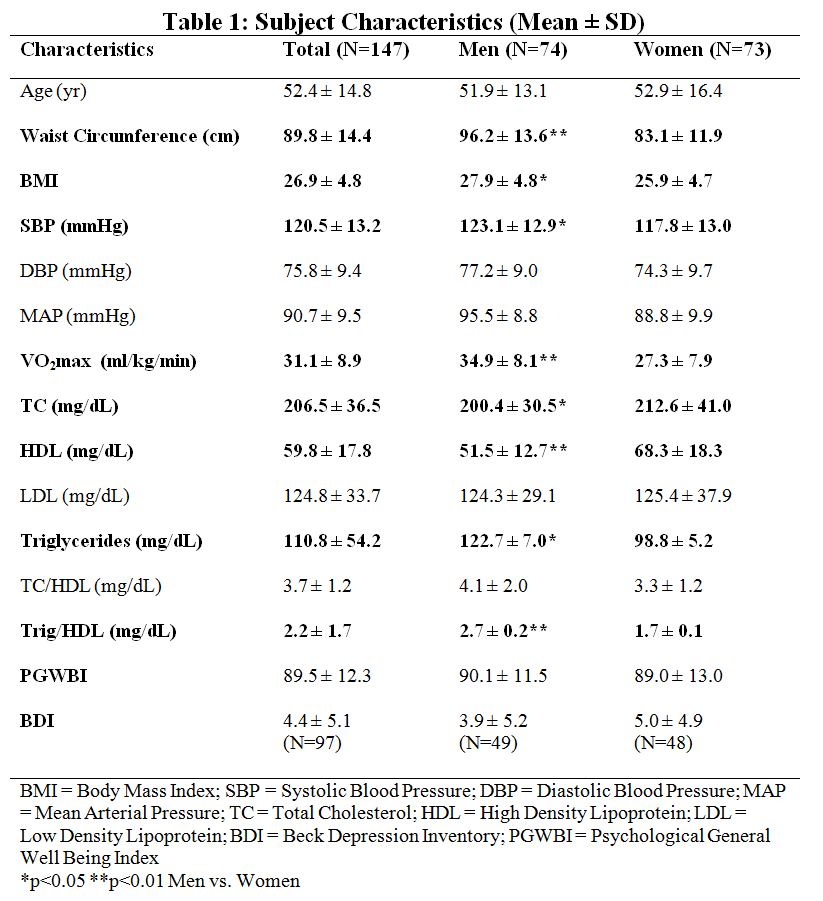 Table 1: Subject Characteristics (Mean ± SD)
Characteristics Total (N=147) Men (N=74) Women (N=73)
Age (yr) 52.4 ± 14.8 51.9 ± 13.1 52.9 ± 16.4
Waist Circumference (cm) 89.8 ± 14.4 96.2 ± 13.6** 83.1 ± 11.9
BMI 26.9 ± 4.8 27.9 ± 4.8* 25.9 ± 4.7
SBP (mmHg) 120.5 ± 13.2 123.1 ± 12.9* 117.8 ± 13.0
DBP (mmHg) 75.8 ± 9.4 77.2 ± 9.0 74.3 ± 9.7
MAP (mmHg) 90.7 ± 9.5 95.5 ± 8.8 88.8 ± 9.9
VO₂max (ml/kg/min) 31.1 ± 8.9 34.9 ± 8.1** 27.3 ± 7.9
TC (mg/dL) 206.5 ± 36.5 200.4 ± 30.5* 212.6 ± 41.0
HDL (mg/dL) 59.8 ± 17.8 51.5 ± 12.7** 68.3 ± 18.3
LDL (mg/dL) 124.8 ± 33.7 124.3 ± 29.1 125.4 ± 37.9
Triglycerides (mg/dL) 110.8 ± 54.2 122.7 ± 7.0* 98.8 ± 5.2
TC/HDL (mg/dL) 3.7 ± 1.2 4.1 ± 2.0 3.3 ± 1.2
Trig/HDL (mg/dL) 2.2 ± 1.7 2.7 ± 0.2** 1.7 ± 0.1
PGWBI 89.5 ± 12.3 90.1 ± 11.5 89.0 ± 13.0
BDI 4.4 ± 5.1 3.9 ± 5.2 5.0 ± 4.9
(N=97) (N=49) (N=48)
BMI = Body Mass Index; SBP = Systolic Blood Pressure; DBP = Diastolic Blood Pressure; MAP
= Mean Arterial Pressure; TC = Total Cholesterol; HDL = High Density Lipoprotein; LDL =
Low Density Lipoprotein; BDI = Beck Depression Inventory; PGWBI = Psychological General
Well Being Index
*p<0.05 **p<0.01 Men vs. Women